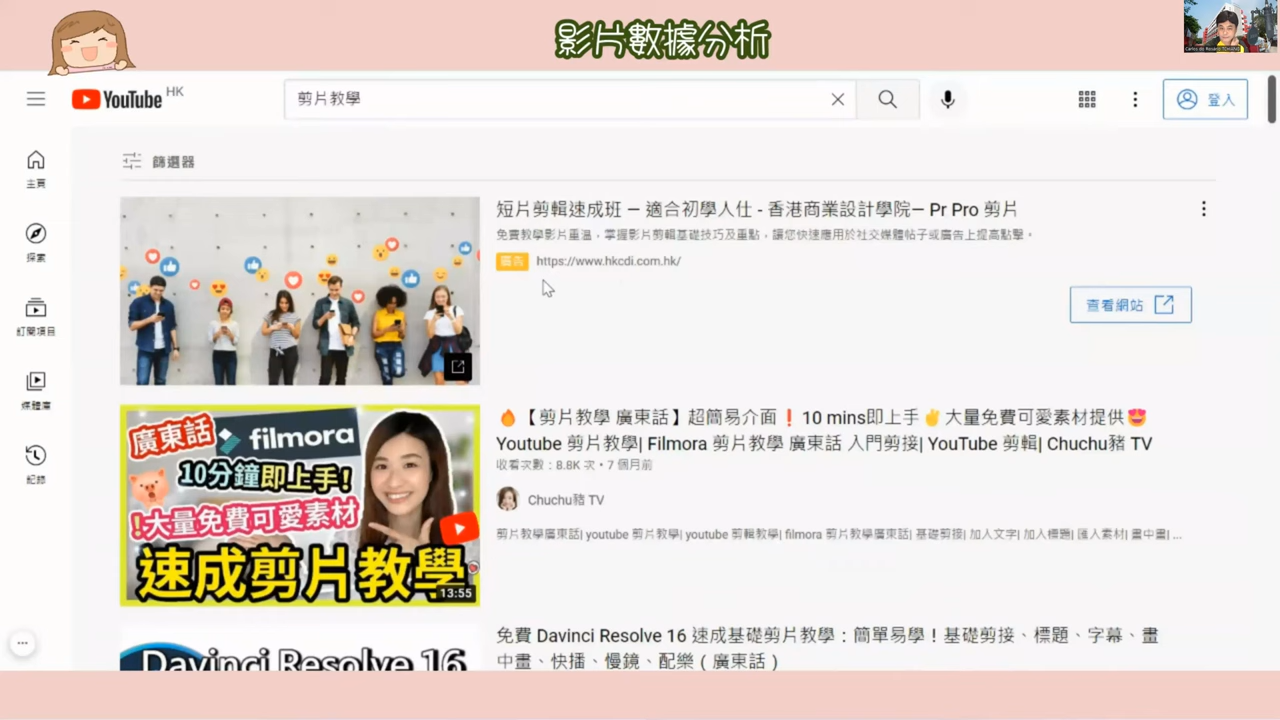 影片數據分析
YouTube HK
剪片教學
登入
主頁
探索
訂閱項目
媒體庫
紀錄
篩選器
短片剪輯速成班 – 適合初學人仕 - 香港商業設計學院– Pr Pro 剪片
免費教學影片重溫，掌握影片剪輯基礎技巧及重點，讓您快速應用於社交媒體帖子或廣告上提高點擊。
廣告 https://www.hkcdi.com.hk/
查看網站
廣東話 filmora
10分鐘即上手!
!大量免費可愛素材
速成剪片教學
13:55
🔥【剪片教學 廣東話】超簡易介面❗ 10 mins即上手✌大量免費可愛素材提供😍
Youtube 剪片教學| Filmora 剪片教學 廣東話 入門剪接| YouTube 剪輯| Chuchu豬 TV
收看次數：8.8K 次・7 個月前
Chuchu豬 TV
剪片教學廣東話| youtube 剪片教學| youtube 剪輯教學| filmora 剪片教學廣東話| 基礎剪接| 加入文字| 加入標題| 匯入素材| 畫中畫| ...
Davinci Resolve 16
免費 Davinci Resolve 16 速成基礎剪片教學：簡單易學！基礎剪接、標題、字幕、畫
中畫、快播、慢鏡、配樂（廣東話）